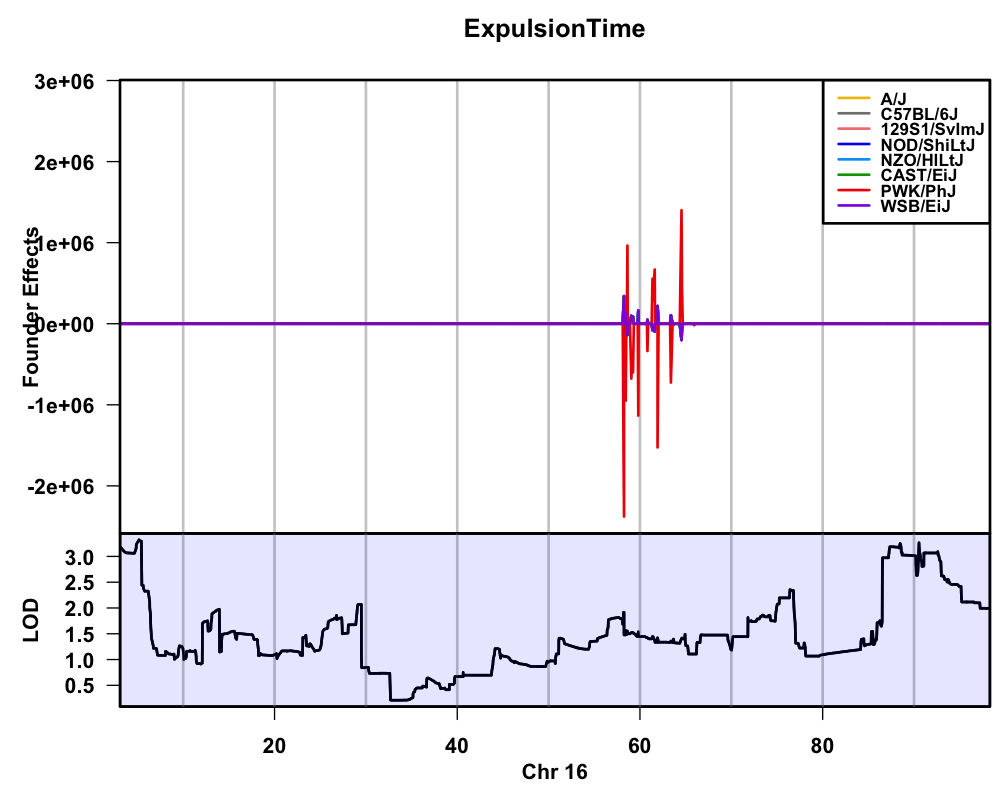 ExpulsionTime
3e+06
2e+06
1e+06
0e+00
-1e+06
-2e+06
Founder Effects
A/J
C57BL/6J
129S1/SvImJ
NOD/ShiLtJ
NZO/HlLtJ
CAST/EiJ
PWK/PhJ
WSB/EiJ
3.0
2.5
2.0
1.5
1.0
0.5
LOD
20 40 60 80
Chr 16